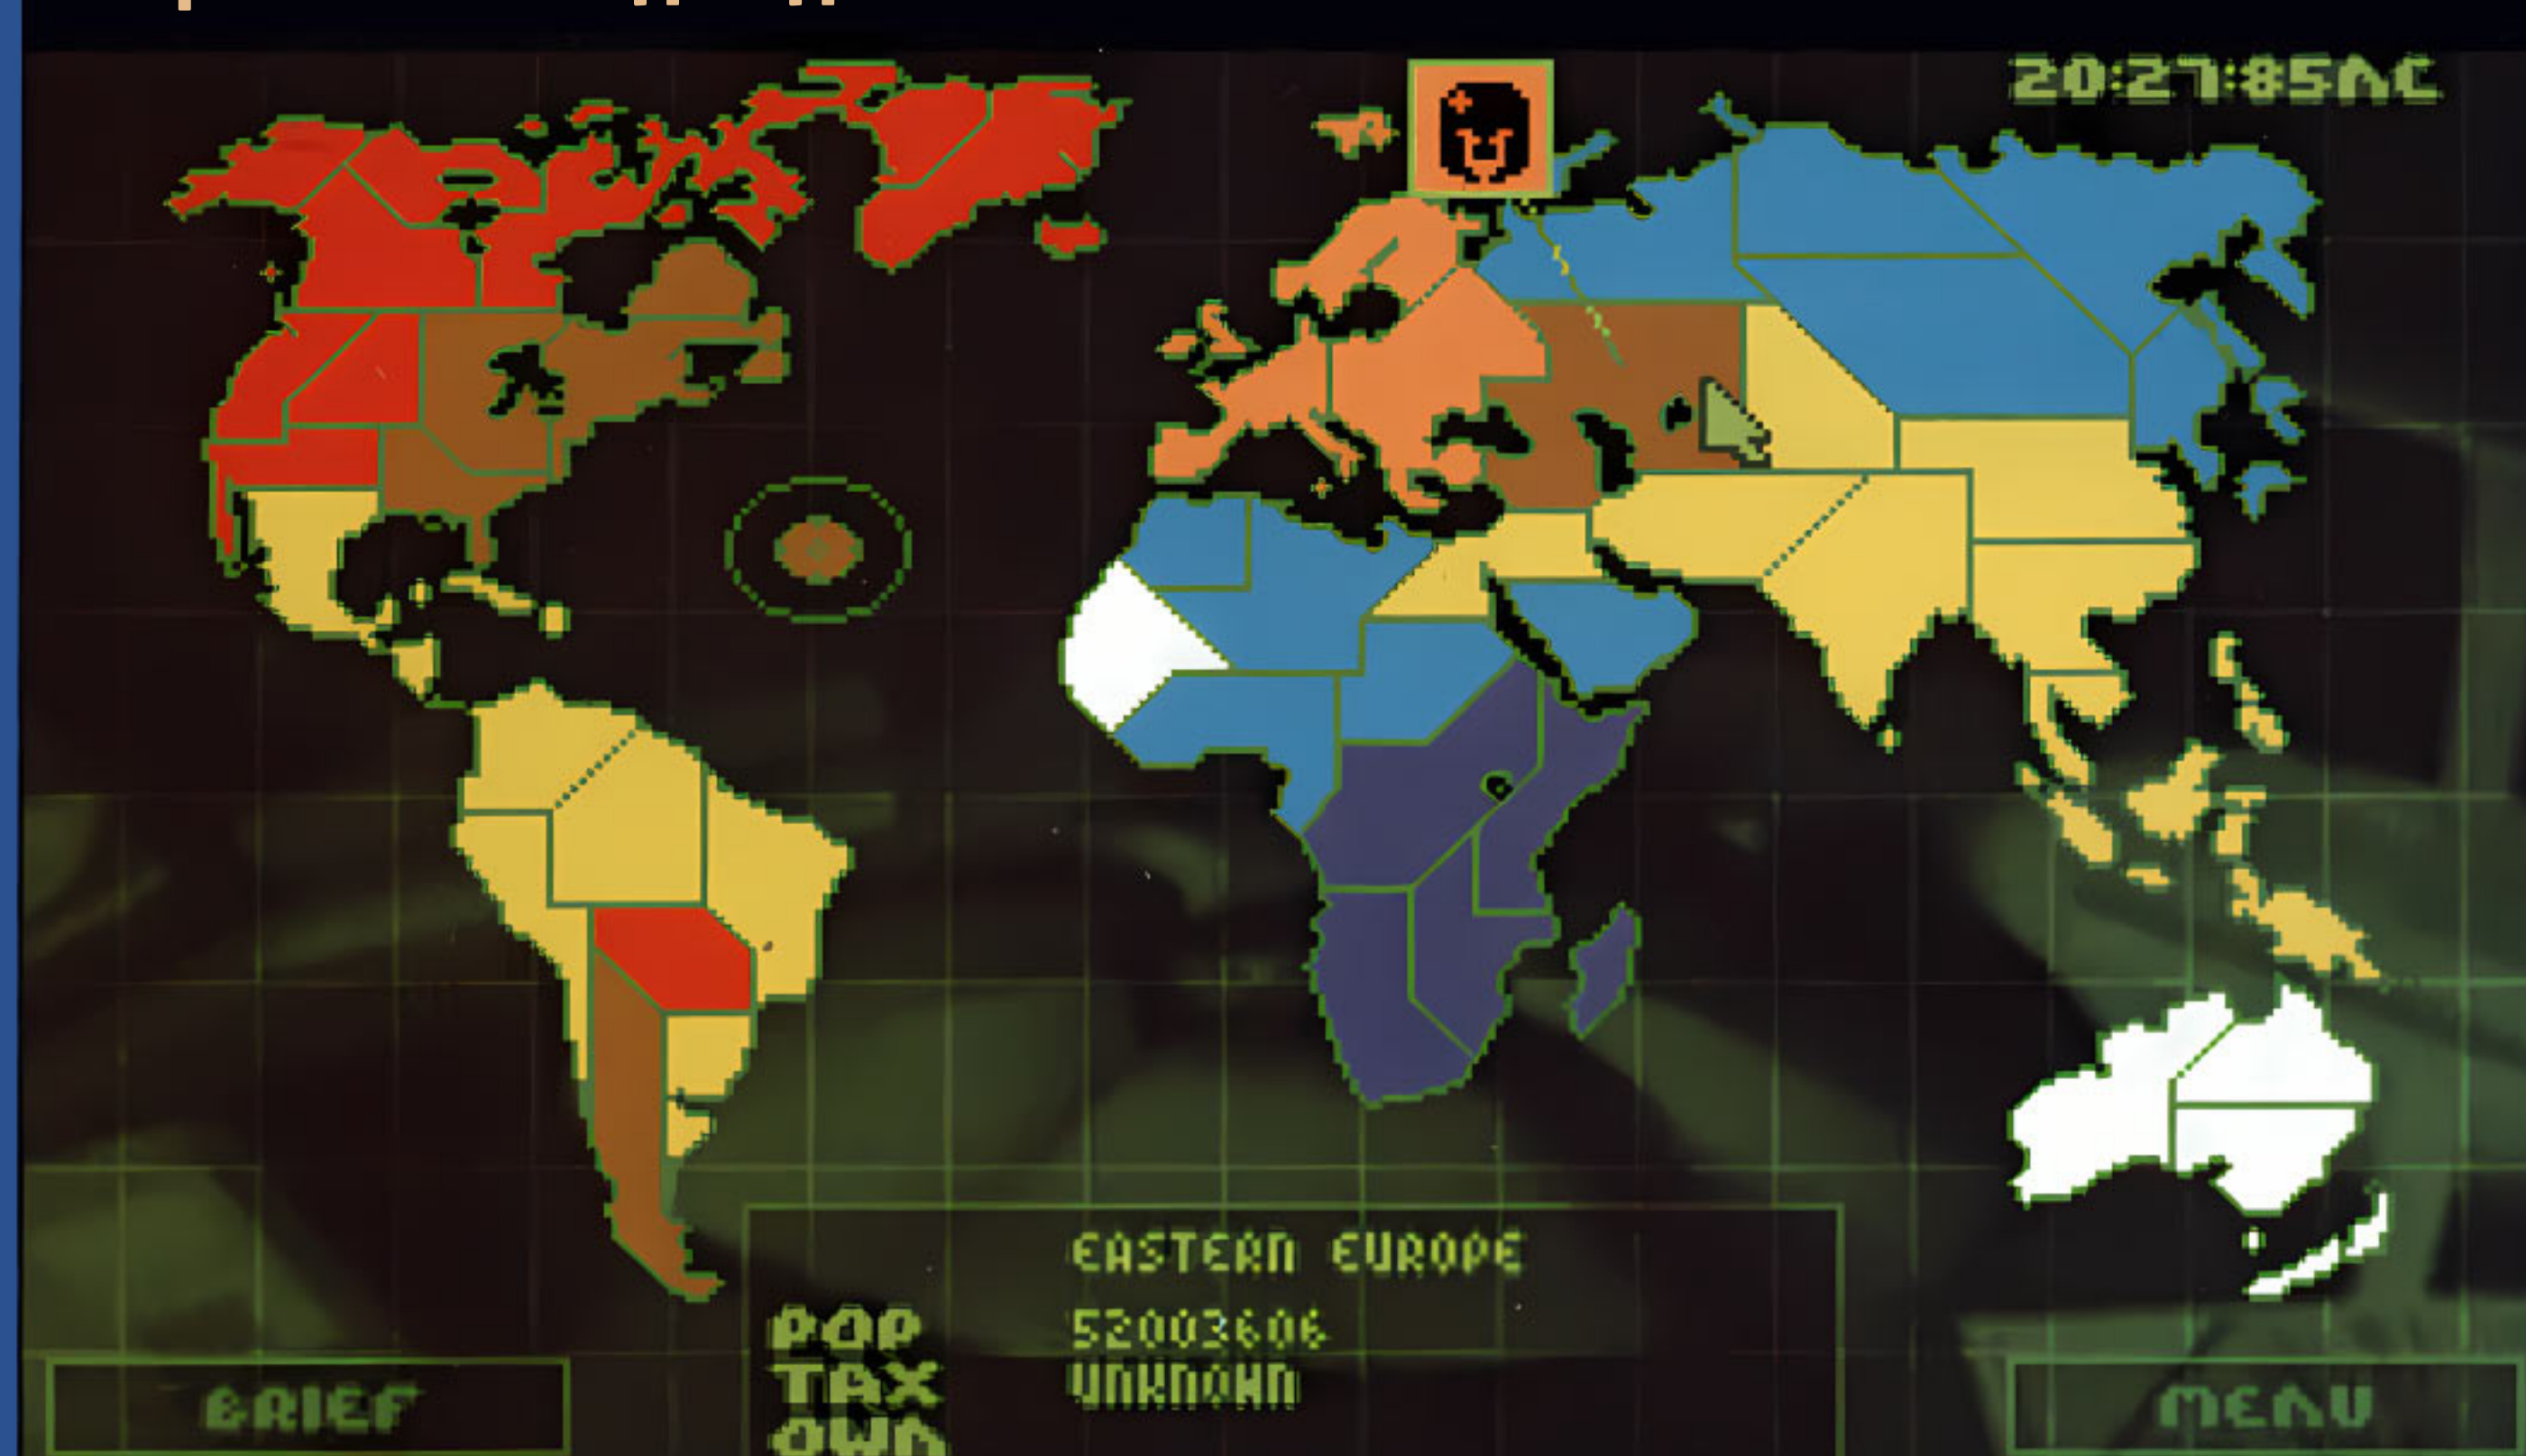 20:27:85AC
EASTERN EUROPE
POP 52003606
TAX UNKNOWN
OWN
BRIEF
MENU